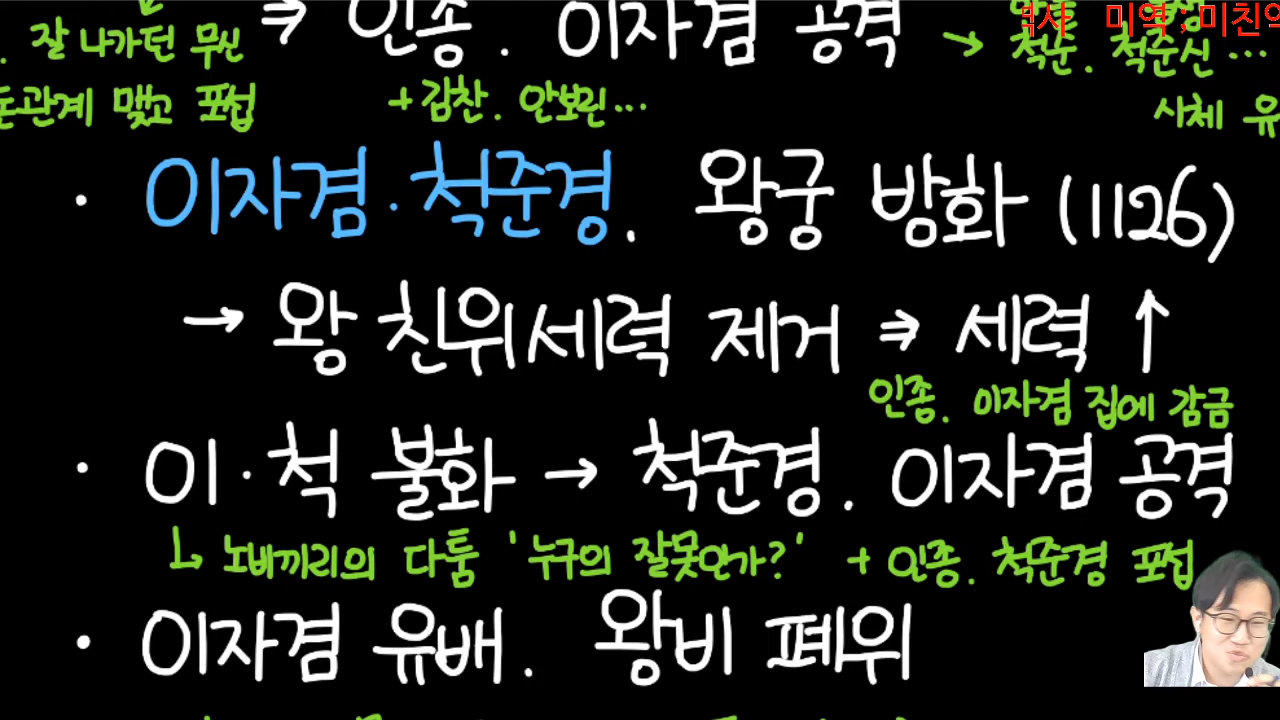 미역 ; 미친
. 잘 나가던 무신 ⇒ 인종. 이자겸 공격 → 척준. 척준신 ...
돈관계 맺고 포섭 + 김찬. 안보린... 사체 유
· 이자겸·척준경. 왕궁 방화 (1126)
→ 왕 친위세력 제거 ⇒ 세력 ↑
인종. 이자겸 집에 감금
· 이·척 불화 → 척준경. 이자겸 공격
↳ 노비끼리의 다툼 '누구의 잘못인가?' + 인종. 척준경 포섭
· 이자겸 유배. 왕비 폐위